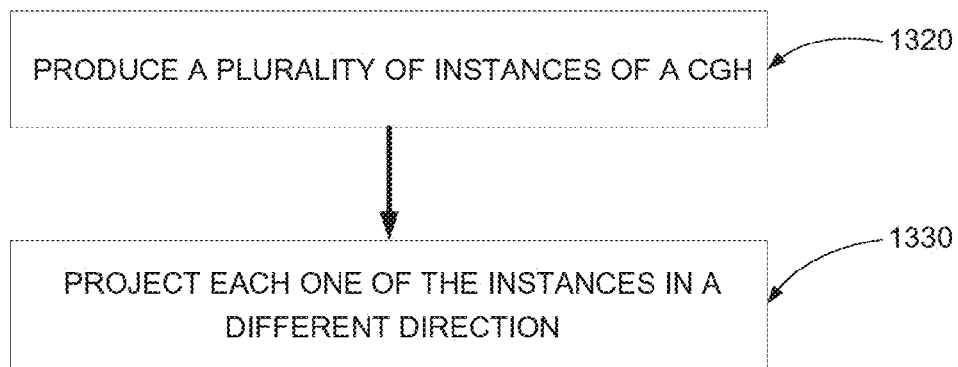 PRODUCE A PLURALITY OF INSTANCES OF A CGH
1320
PROJECT EACH ONE OF THE INSTANCES IN A
DIFFERENT DIRECTION
1330